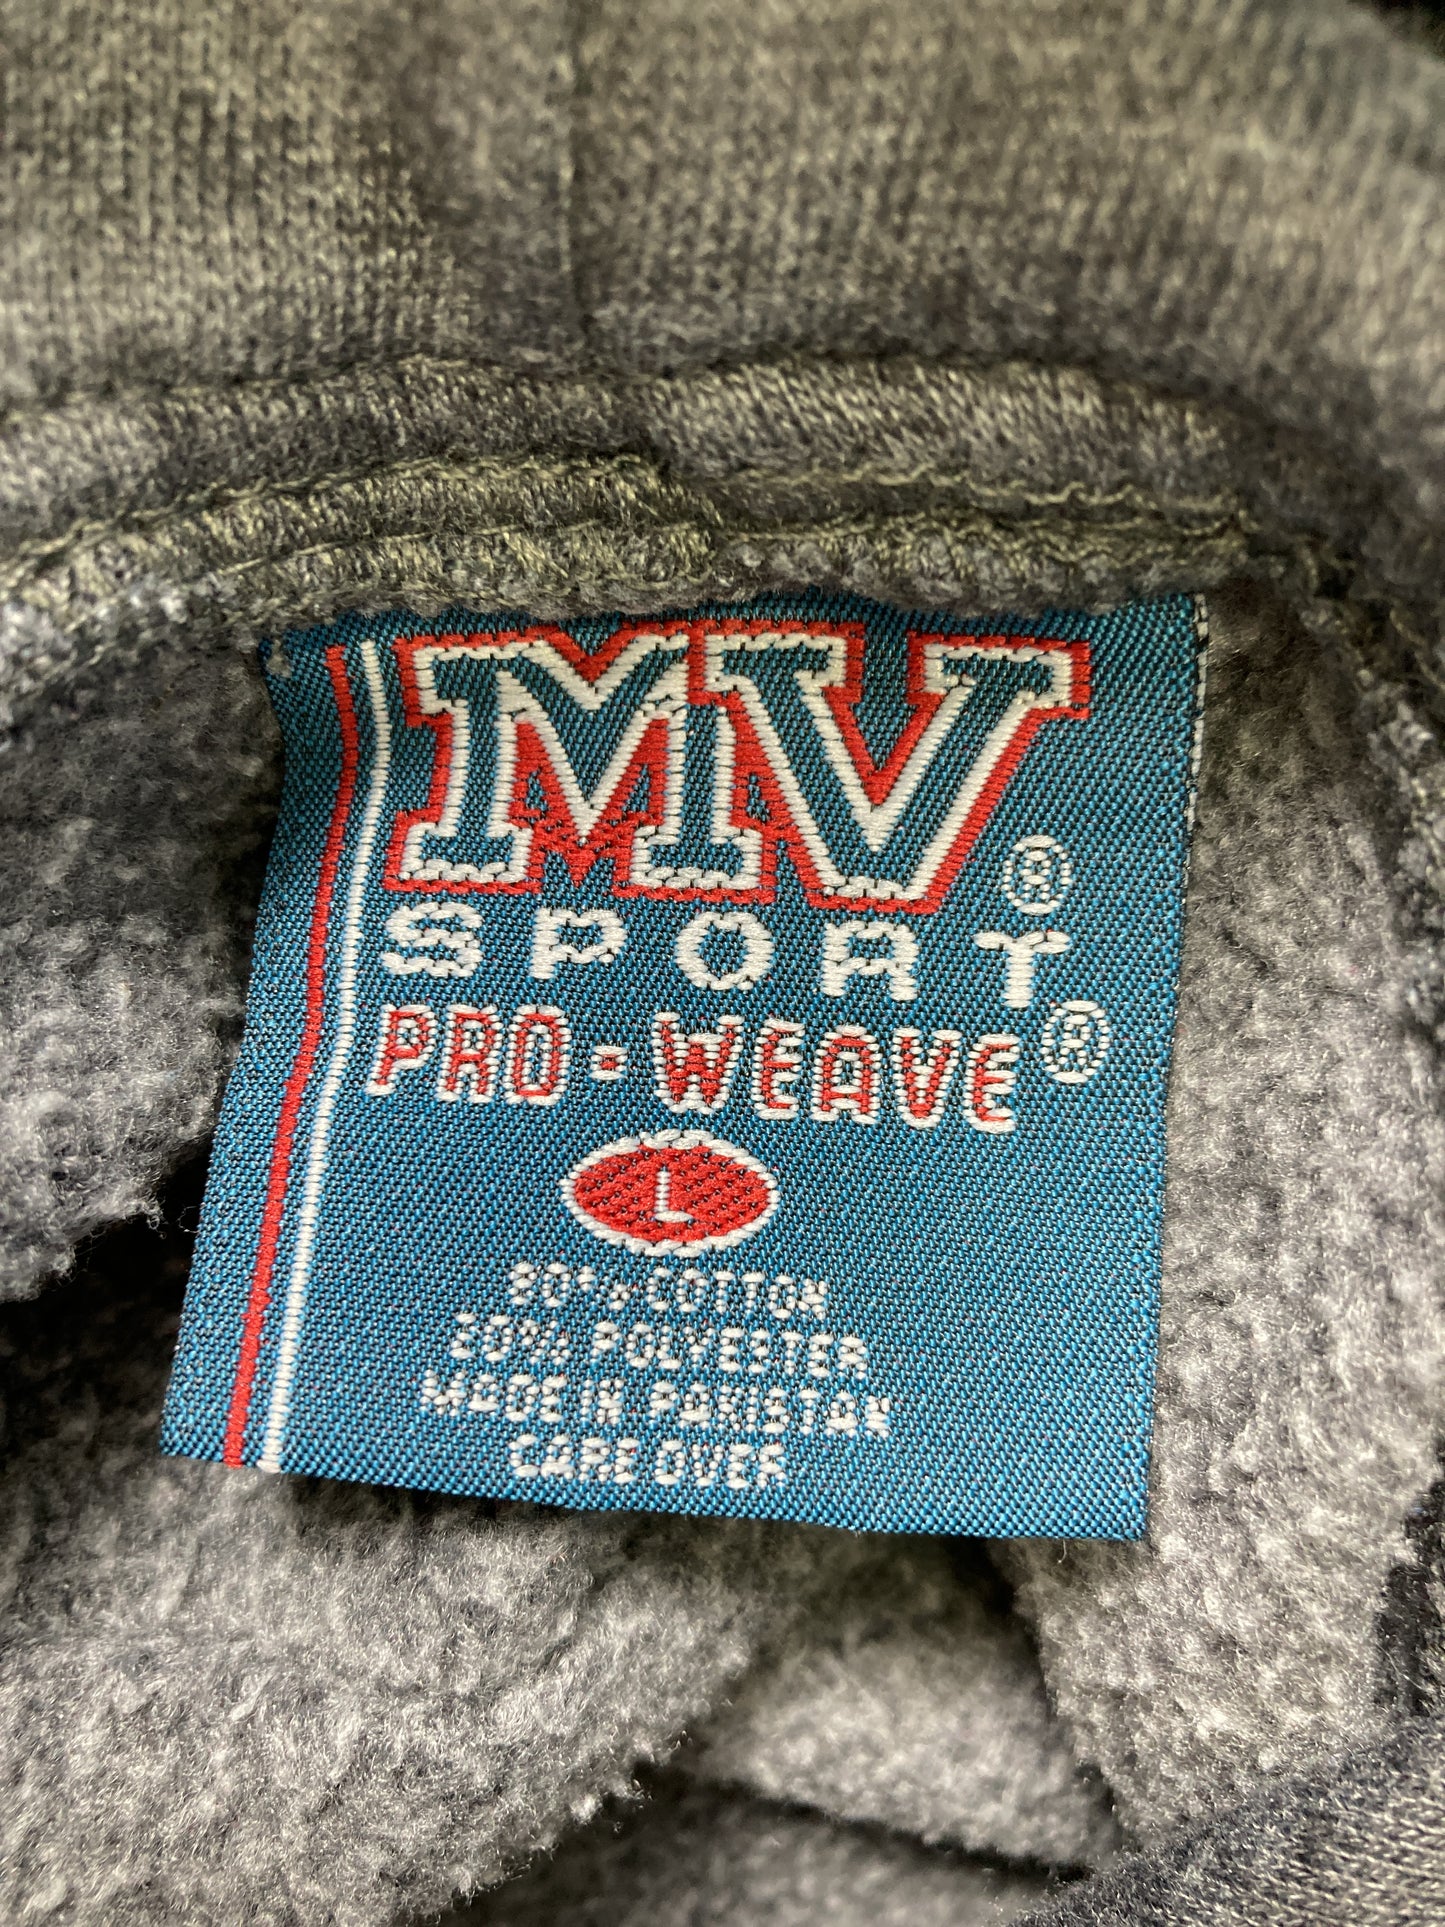 MV®
SPORT
PRO-WEAVE®
L
80% COTTON
20% POLYESTER
MADE IN PAKISTAN
CARE OVER